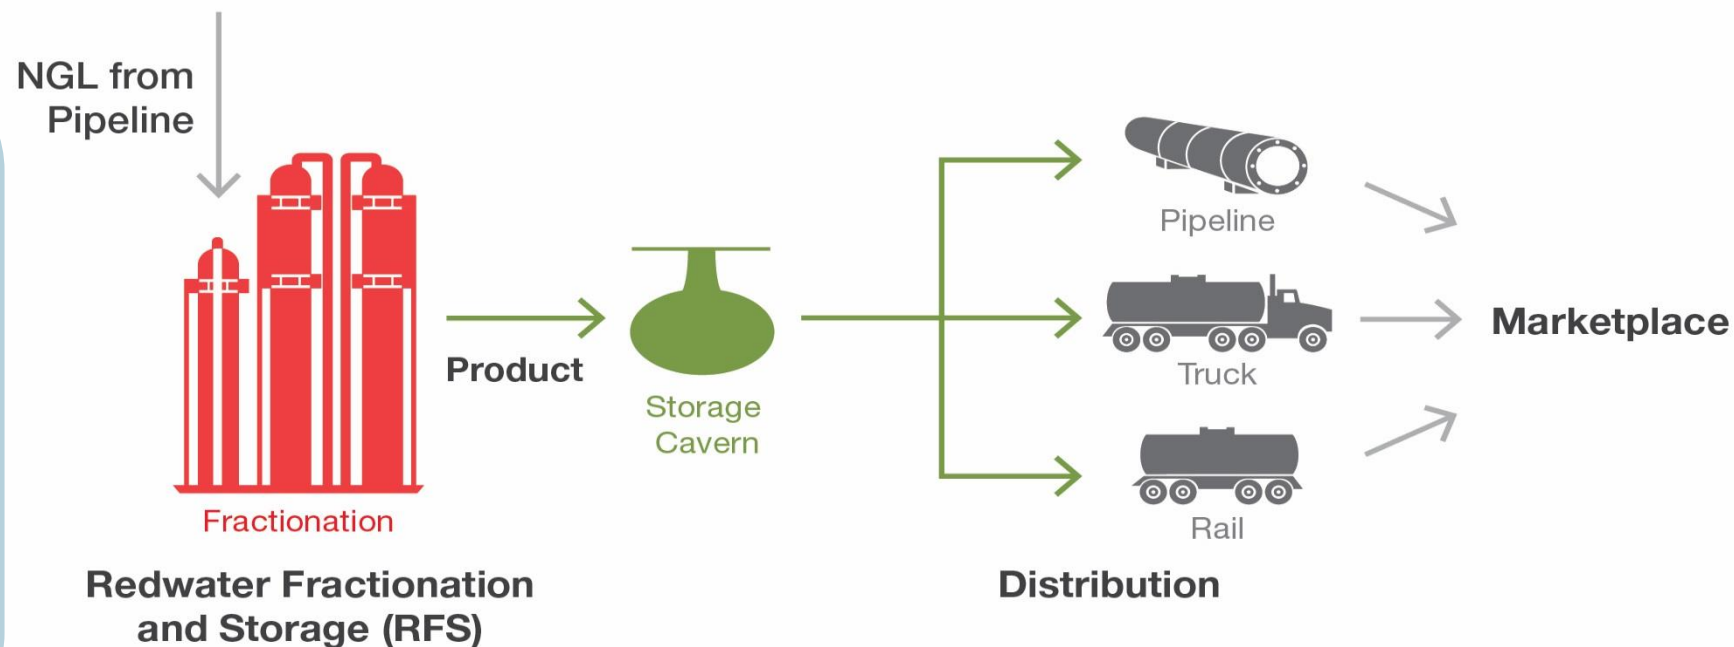 NGL from
Pipeline
Fractionation
Redwater Fractionation
and Storage (RFS)
Product
Storage
Cavern
Pipeline
Truck
Rail
Distribution
Marketplace